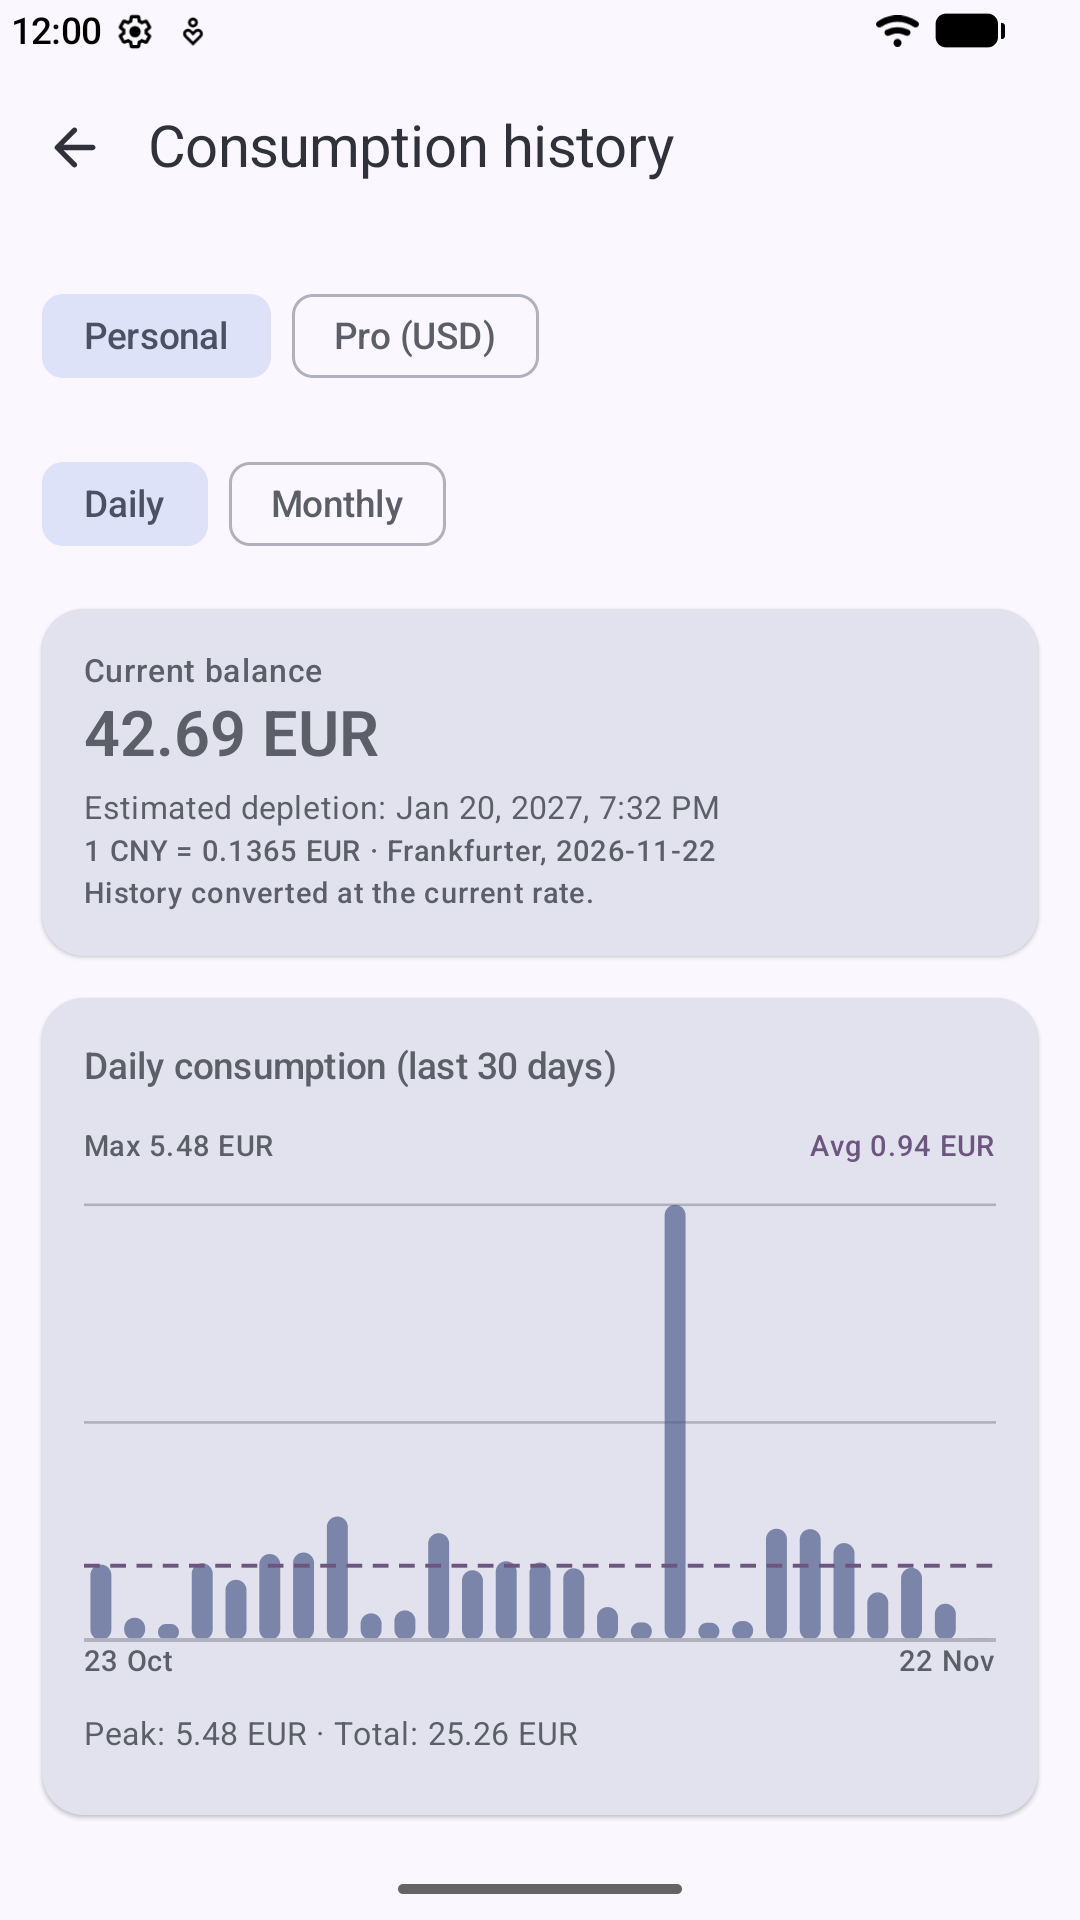 12:00
Consumption history
Personal
Pro (USD)
Daily
Monthly
Current balance
42.69 EUR
Estimated depletion: Jan 20, 2027, 7:32 PM
1 CNY = 0.1365 EUR · Frankfurter, 2026-11-22
History converted at the current rate.
Daily consumption (last 30 days)
Max 5.48 EUR
Avg 0.94 EUR
23 Oct
22 Nov
Peak: 5.48 EUR · Total: 25.26 EUR